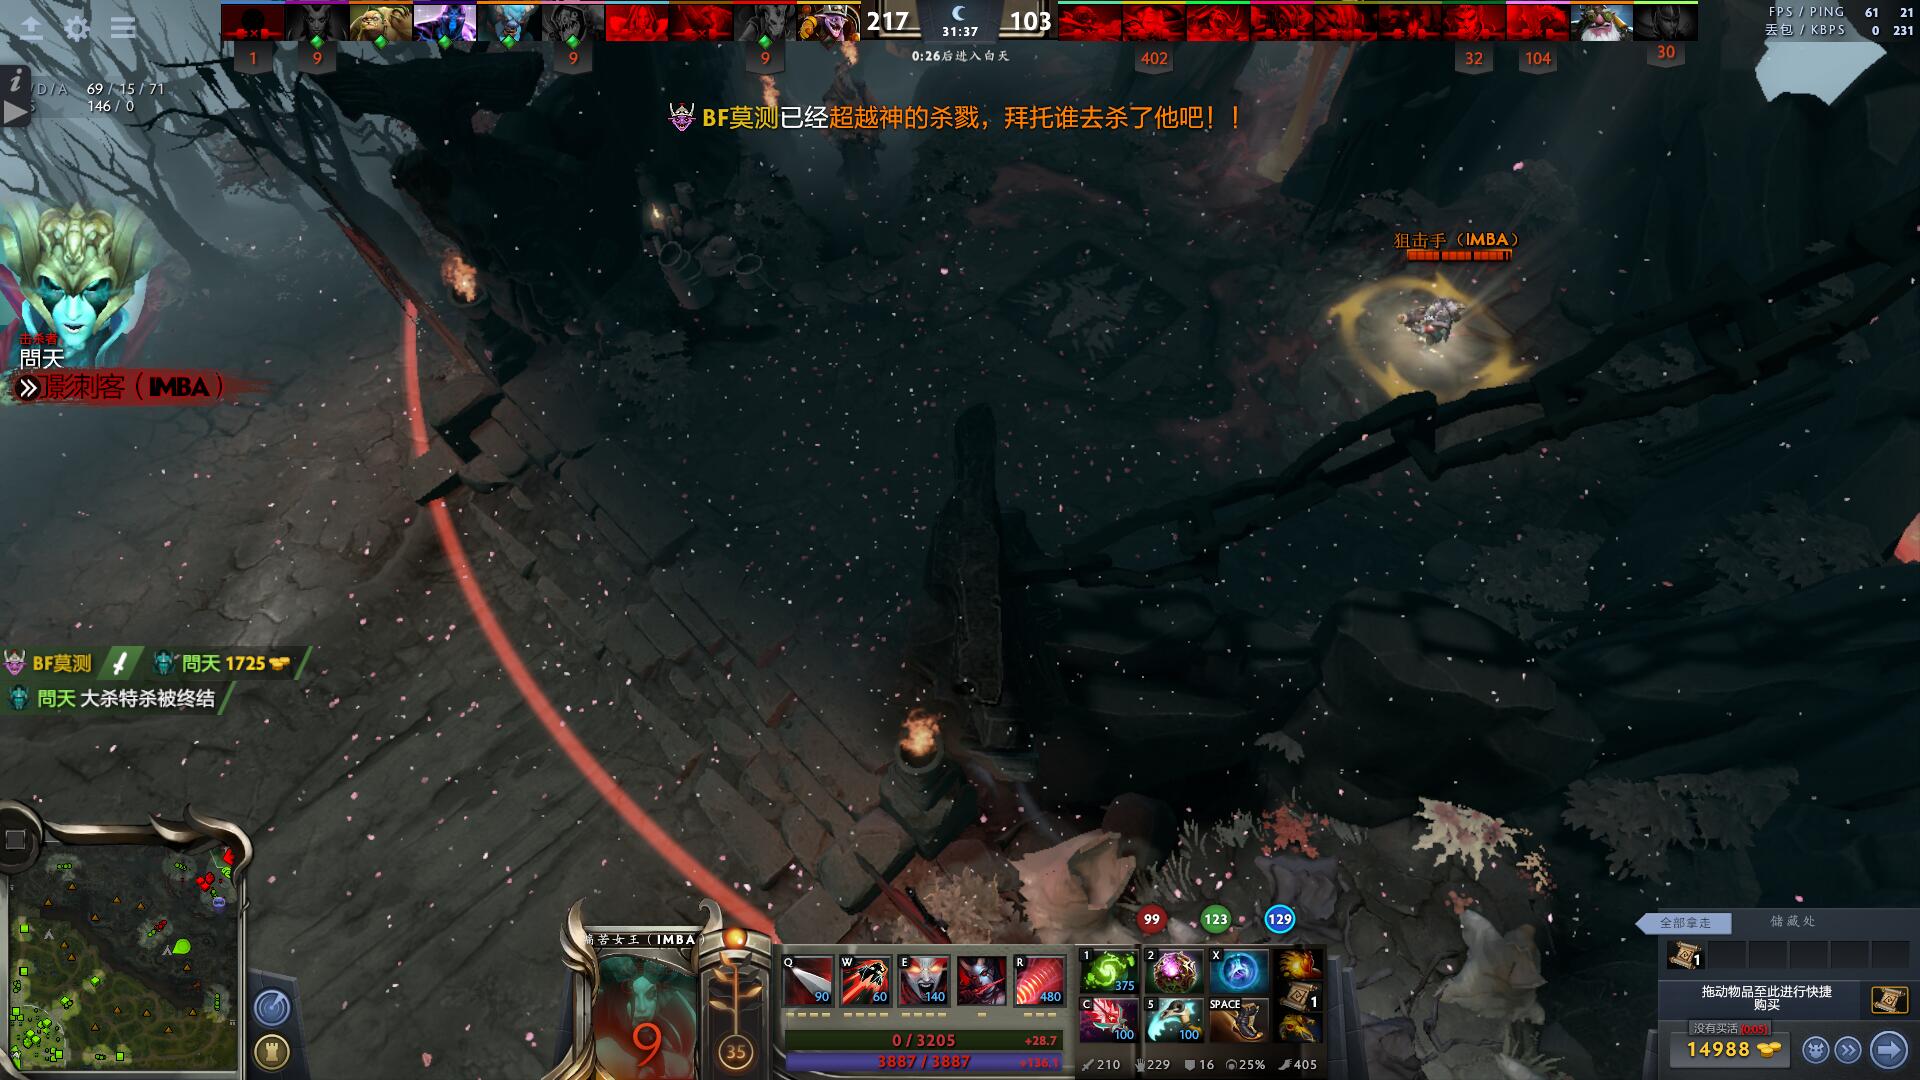 217
31:37
103
0:26后进入白天
FPS / PING 61 21
丢包 / KBPS 0 231
1
9
9
9
402
32
104
30
/D/A 69 / 15 / 71
S 146 / 0
BF莫测已经超越神的杀戮，拜托谁去杀了他吧！！
狙击手（IMBA）
击杀者
問天
影刺客（IMBA）
BF莫测 問天 1725
問天 大杀特杀被终结
99
123
129
痛苦女王（IMBA）
9
35
Q 90
W 60
E 140
R 480
0 / 3205 +28.7
3887 / 3887 +136.1
1 375
2
X
C 100
5 100
SPACE
1
210
229
16
25%
405
全部拿走
储藏处
1
拖动物品至此进行快捷
购买
没有买活 (0:05)
14988